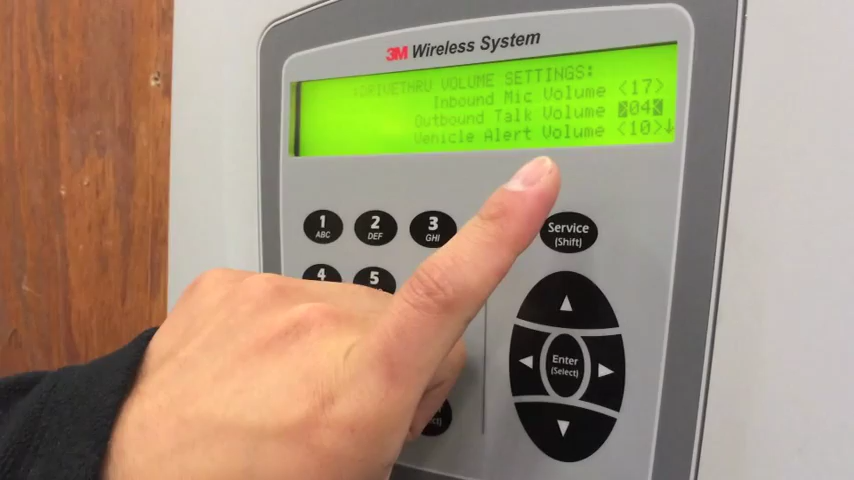 3M Wireless System
DRIVETHRU VOLUME SETTINGS:
Inbound Mic Volume <17>
Outbound Talk Volume 04
Vehicle Alert Volume <10>↓
1 ABC
2 DEF
3 GHI
Service (Shift)
4
5
Enter (Select)